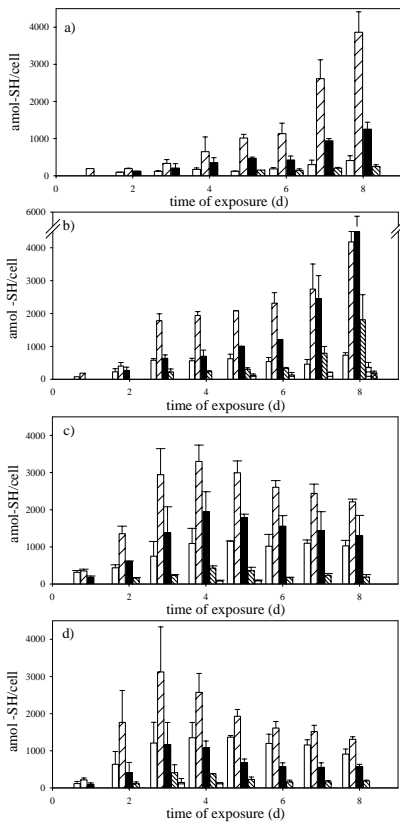 a)
amol-SH/cell
4000
3000
2000
1000
0
0 2 4 6 8
time of exposure (d)
b)
amol -SH/cell
6000
4000
3000
2000
1000
0
0 2 4 6 8
time of exposure (d)
c)
amol -SH/cell
4000
3000
2000
1000
0
0 2 4 6 8
time of exposure (d)
d)
amol -SH/cell
4000
3000
2000
1000
0
0 2 4 6 8
time of exposure (d)